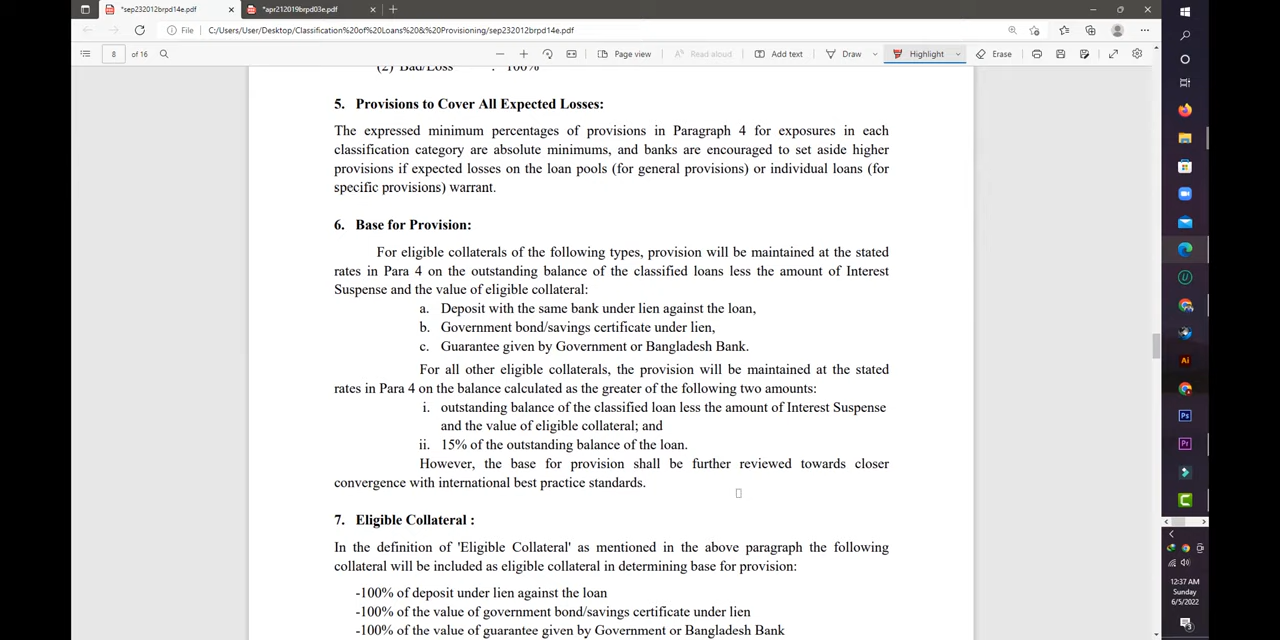 *sep232012brpd14e.pdf
*apr212019rpd03e.pdf
File
C:/Users/User/Desktop/Classification%20of%20Loans%20&%20Provisioning/sep232012brpd14e.pdf
8 of 16
Page view
Read aloud
Add text
Draw
Highlight
Erase
(2) Bad/Loss : 100%
5. Provisions to Cover All Expected Losses:
The expressed minimum percentages of provisions in Paragraph 4 for exposures in each
classification category are absolute minimums, and banks are encouraged to set aside higher
provisions if expected losses on the loan pools (for general provisions) or individual loans (for
specific provisions) warrant.
6. Base for Provision:
For eligible collaterals of the following types, provision will be maintained at the stated
rates in Para 4 on the outstanding balance of the classified loans less the amount of Interest
Suspense and the value of eligible collateral:
a. Deposit with the same bank under lien against the loan,
b. Government bond/savings certificate under lien,
c. Guarantee given by Government or Bangladesh Bank.
For all other eligible collaterals, the provision will be maintained at the stated
rates in Para 4 on the balance calculated as the greater of the following two amounts:
i. outstanding balance of the classified loan less the amount of Interest Suspense
and the value of eligible collateral; and
ii. 15% of the outstanding balance of the loan.
However, the base for provision shall be further reviewed towards closer
convergence with international best practice standards.
7. Eligible Collateral :
In the definition of 'Eligible Collateral' as mentioned in the above paragraph the following
collateral will be included as eligible collateral in determining base for provision:
-100% of deposit under lien against the loan
-100% of the value of government bond/savings certificate under lien
-100% of the value of guarantee given by Government or Bangladesh Bank
Ai
Ps
Pr
12:37 AM
Sunday
6/5/2022
3